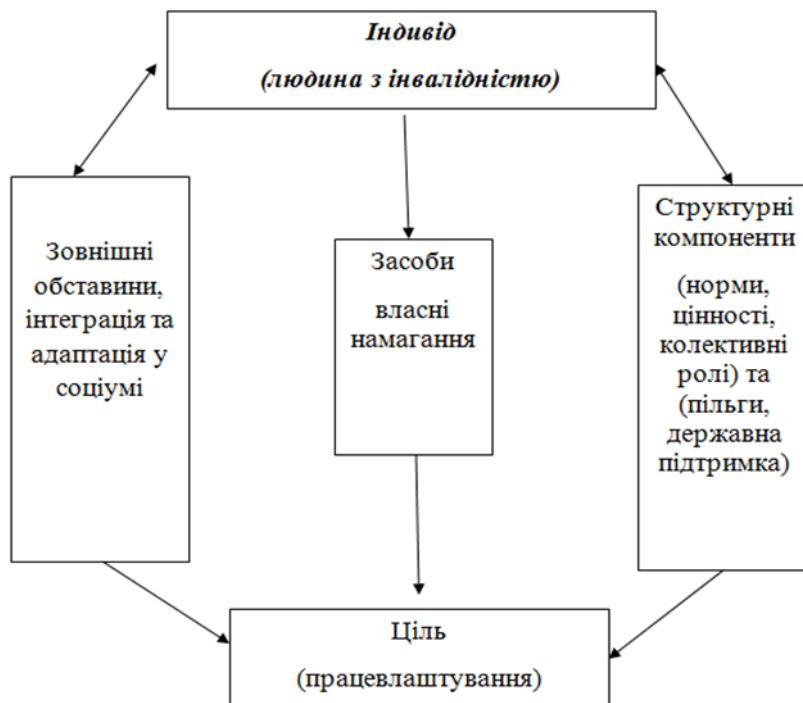 Індивід
(людина з інвалідністю)
Зовнішні
обставини,
інтеграція та
адаптація у
соціумі
Засоби
власні
намагання
Структурні
компоненти
(норми,
цінності,
колективні
ролі) та
(пільги,
державна
підтримка)
Ціль
(працевлаштування)